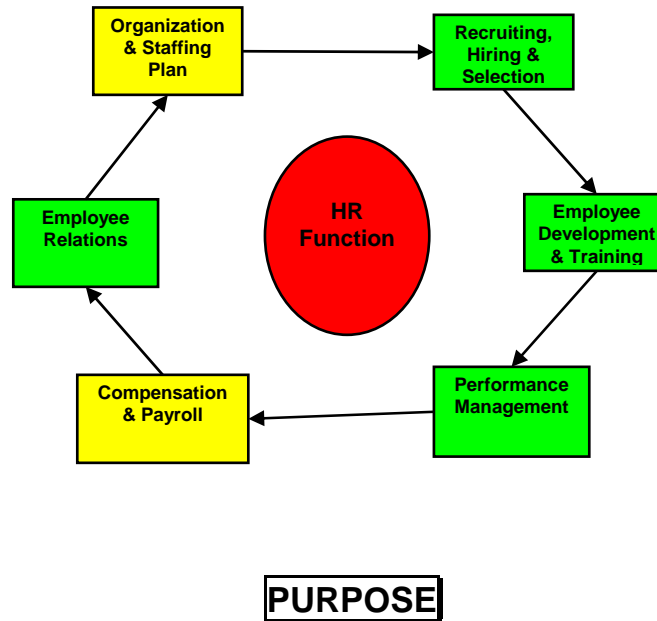 Organization
& Staffing
Plan
Recruiting,
Hiring &
Selection
Employee
Relations
HR
Function
Employee
Development
& Training
Compensation
& Payroll
Performance
Management
PURPOSE